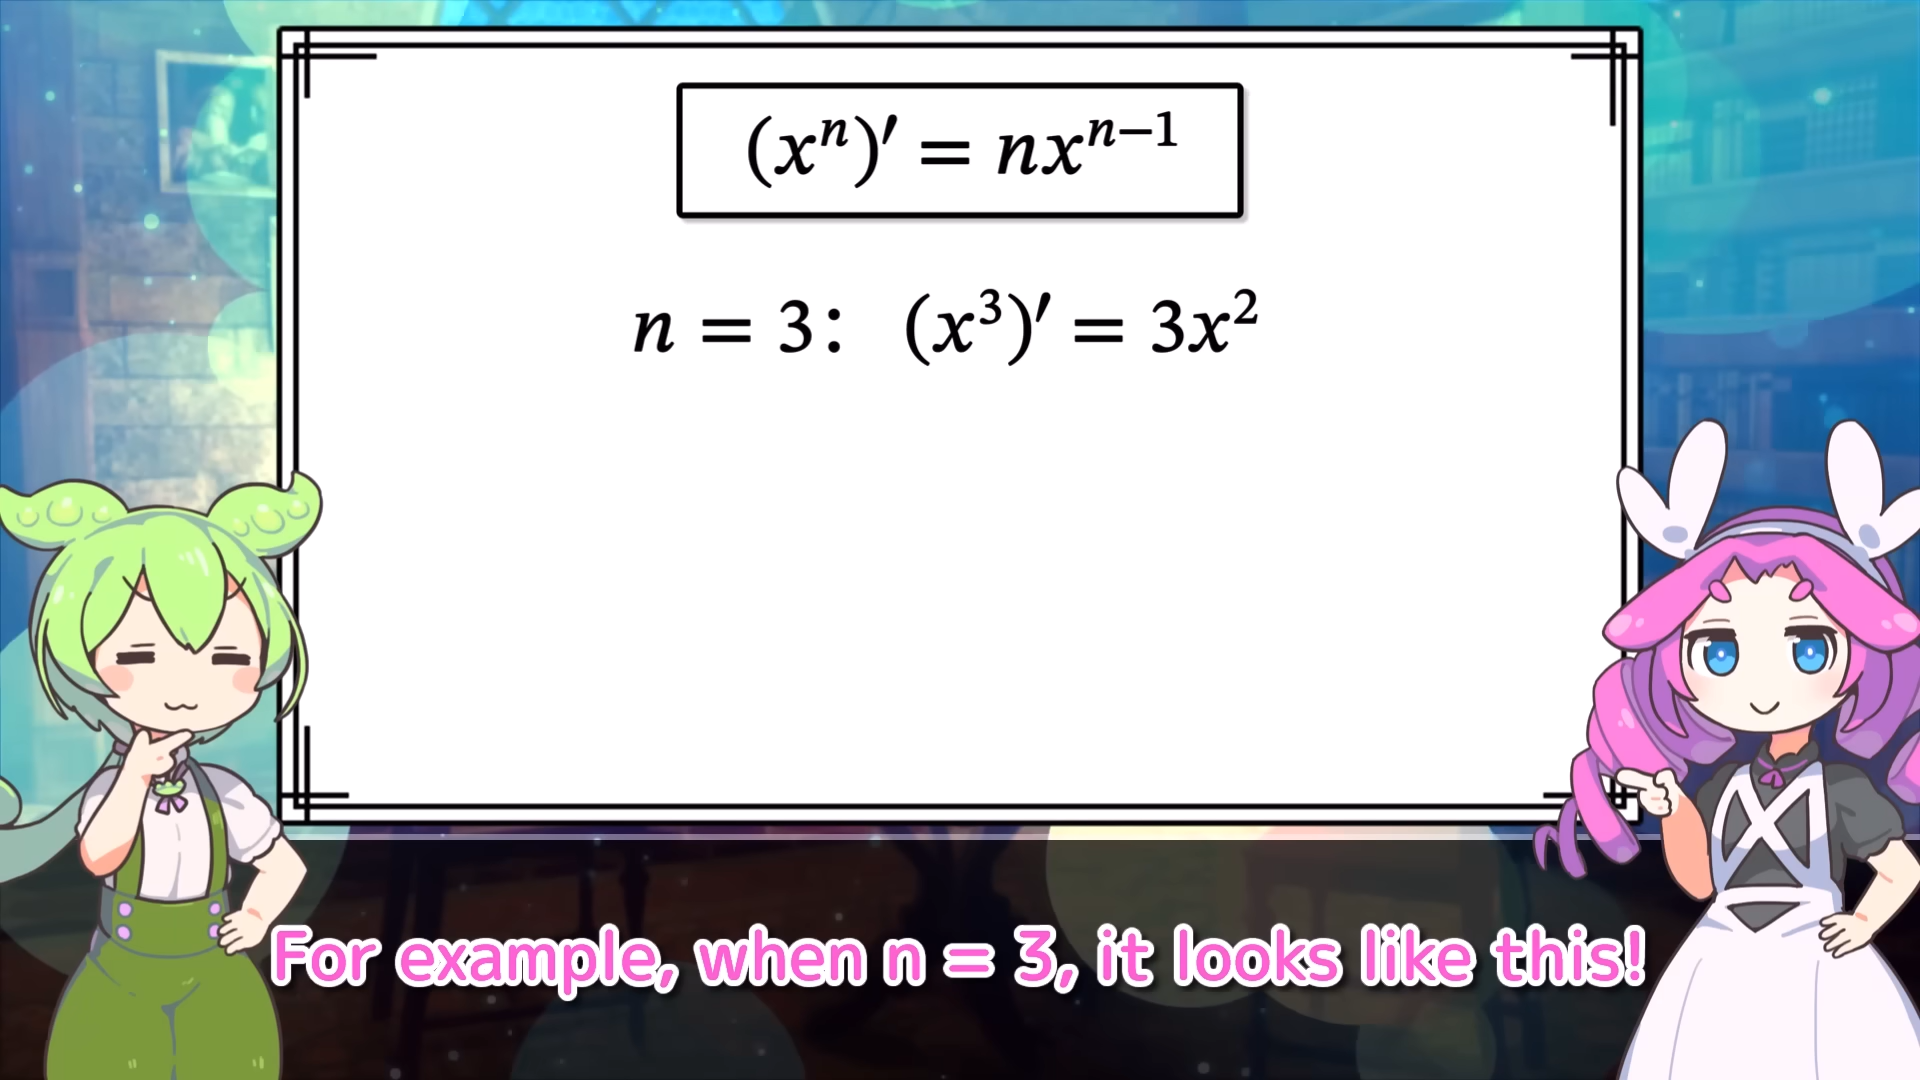 (xⁿ)′ = nxⁿ⁻¹
n = 3: (x³)′ = 3x²
For example, when n = 3, it looks like this!